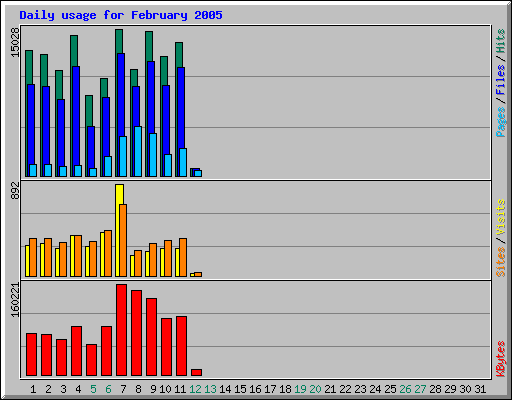 Daily usage for February 2005
15028
Pages / Files / Hits
892
Sites / Visits
160221
KBytes
1 2 3 4 5 6 7 8 9 10 11 12 13 14 15 16 17 18 19 20 21 22 23 24 25 26 27 28 29 30 31